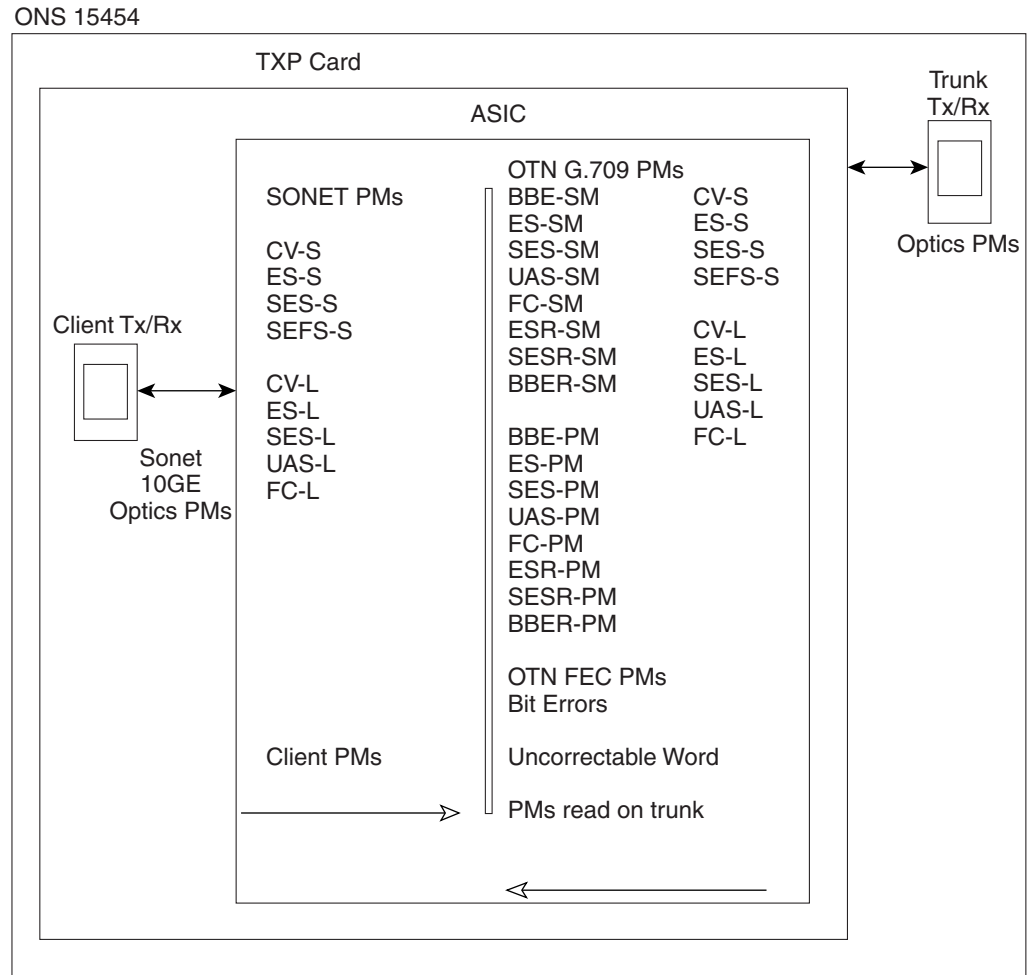 ONS 15454
TXP Card
Trunk
Tx/Rx
Optics PMs
ASIC
Client Tx/Rx
Sonet
10GE
Optics PMs
SONET PMs
CV-S
ES-S
SES-S
SEFS-S
CV-L
ES-L
SES-L
UAS-L
FC-L
Client PMs
OTN G.709 PMs
BBE-SM
ES-SM
SES-SM
UAS-SM
FC-SM
ESR-SM
SESR-SM
BBER-SM
BBE-PM
ES-PM
SES-PM
UAS-PM
FC-PM
ESR-PM
SESR-PM
BBER-PM
OTN FEC PMs
Bit Errors
Uncorrectable Word
PMs read on trunk
CV-S
ES-S
SES-S
SEFS-S
CV-L
ES-L
SES-L
UAS-L
FC-L